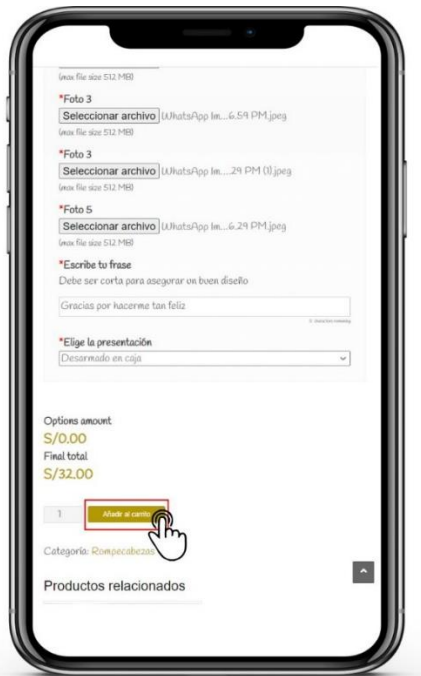 (max file size 512 MB)
*Foto 3
Seleccionar archivo WhatsApp Im...6.59 PM.jpeg
(max file size 512 MB)
*Foto 3
Seleccionar archivo WhatsApp Im....29 PM (1).jpeg
(max file size 512 MB)
*Foto 5
Seleccionar archivo WhatsApp Im...6.29 PM.jpeg
(max file size 512 MB)
*Escribe tu frase
Debe ser corta para asegurar un buen diseño
Gracias por hacerme tan feliz
*Elige la presentación
Desarmado en caja
Options amount
S/0.00
Final total
S/32.00
1 Añadir al carrito
Categoría: Rompecabezas
Productos relacionados